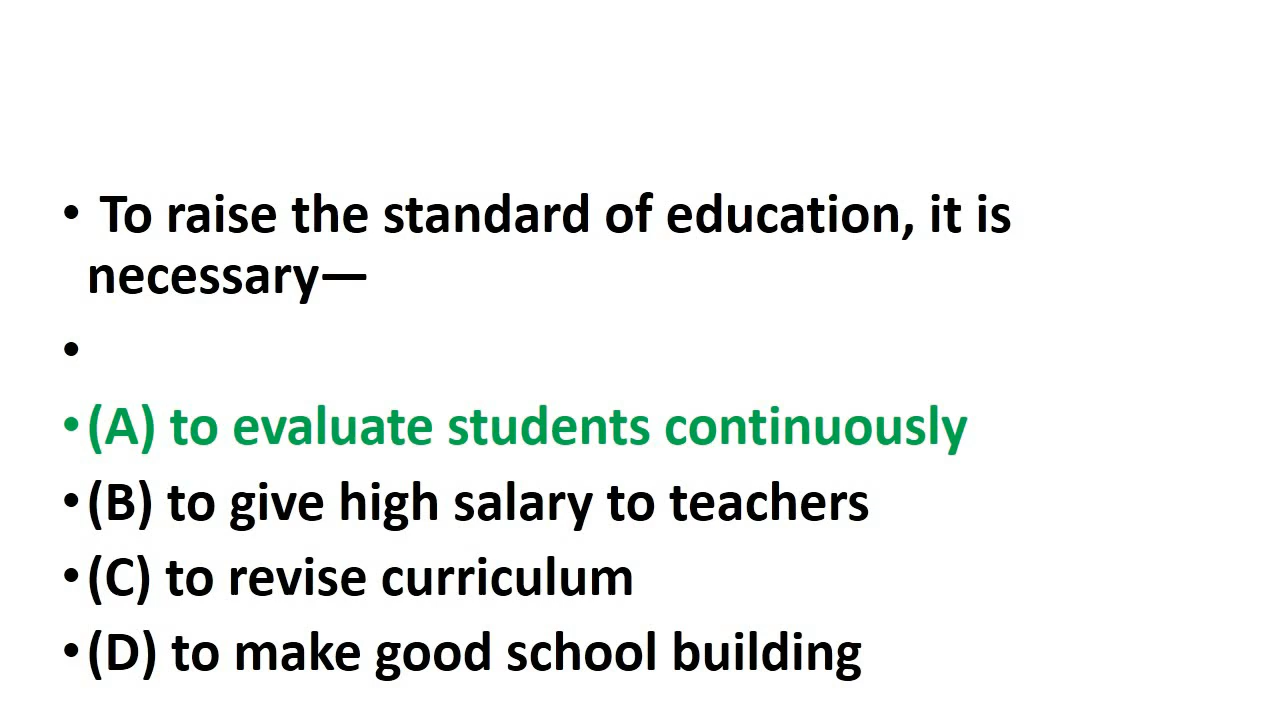 • To raise the standard of education, it is
necessary—
•
• (A) to evaluate students continuously
• (B) to give high salary to teachers
• (C) to revise curriculum
• (D) to make good school building